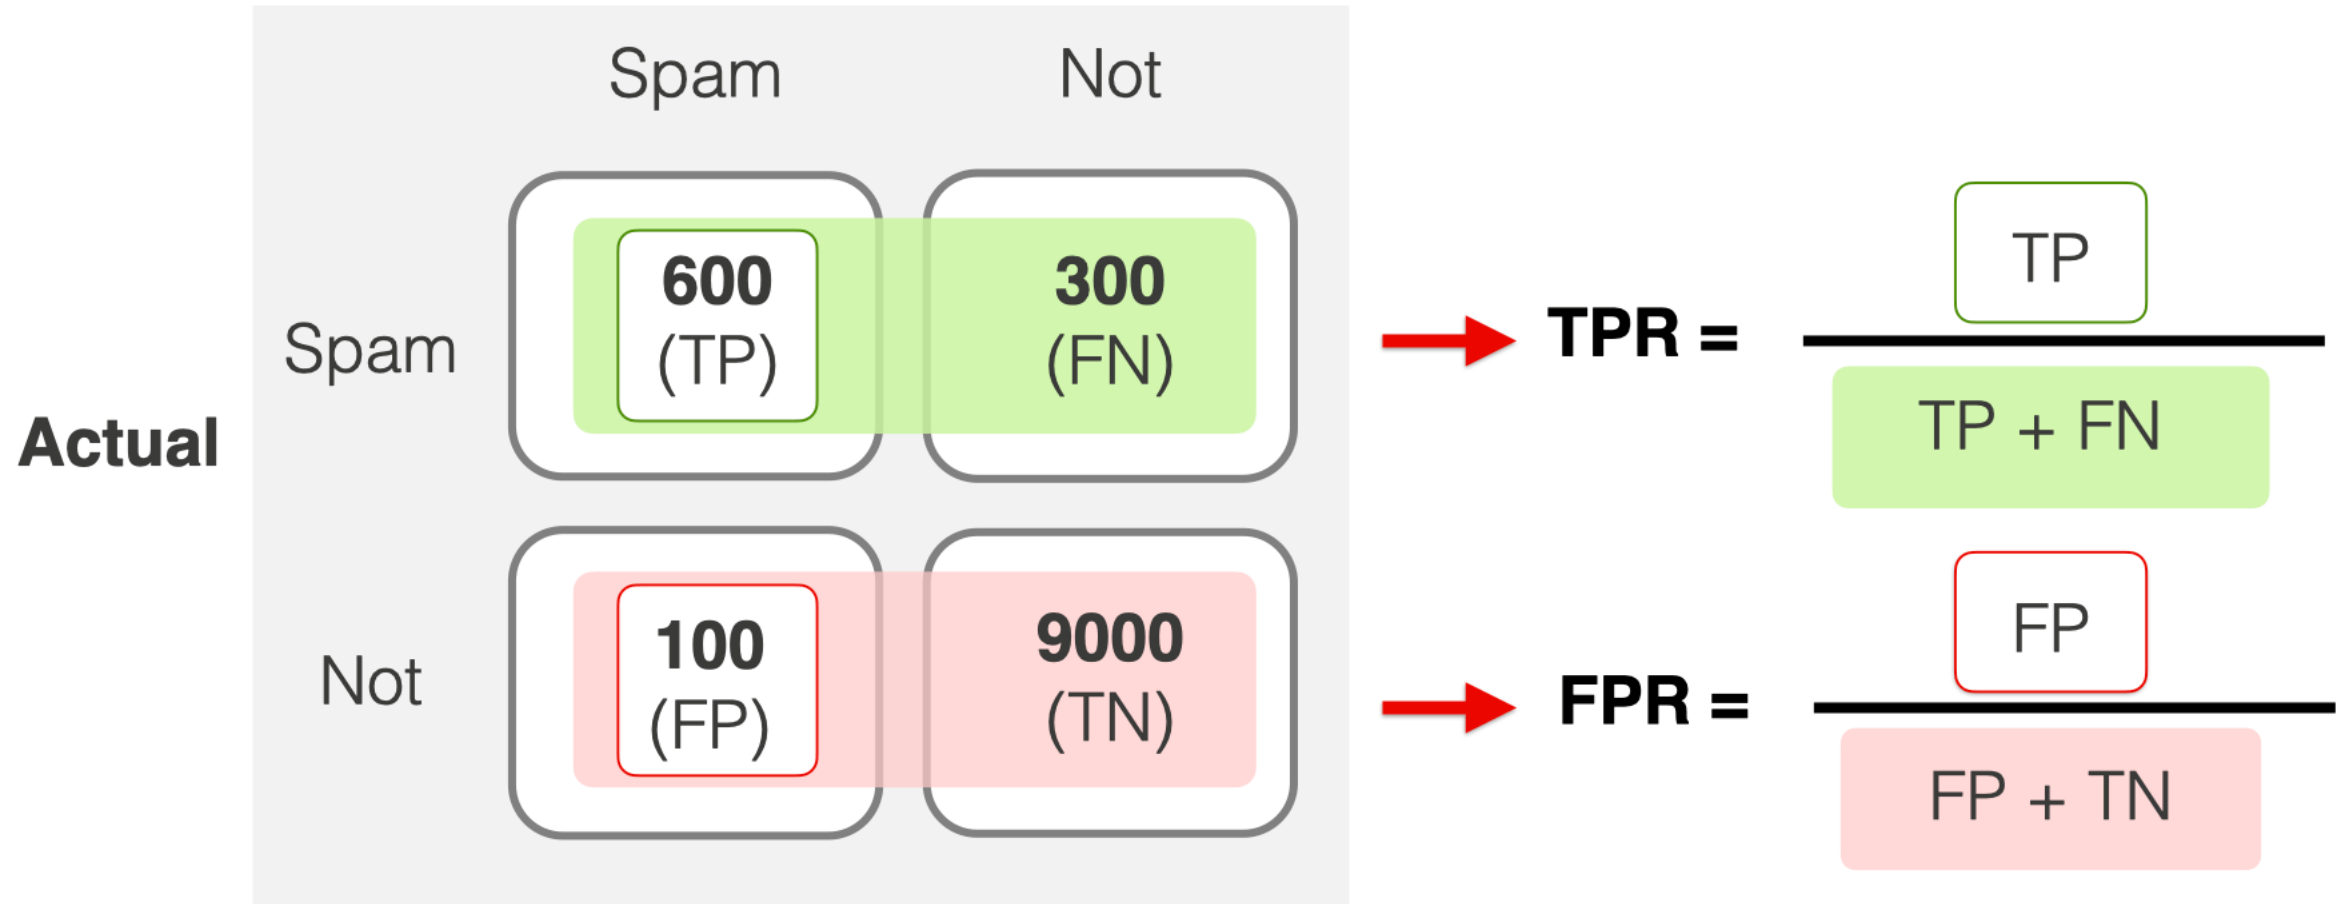 Spam Not
Actual
Spam
600
(TP)
300
(FN)
TPR =
TP
TP + FN
Not
100
(FP)
9000
(TN)
FPR =
FP
FP + TN